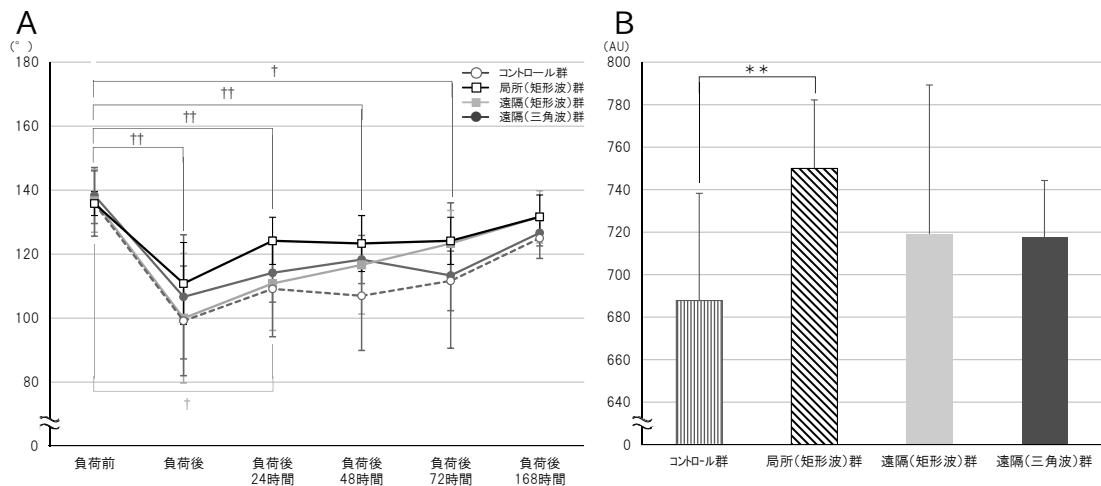 A
(°)
180
160
140
120
100
80
0
コントロール群
局所(矩形波)群
遠隔(矩形波)群
遠隔(三角波)群
†
††
††
††
†
負荷前
負荷後
負荷後
24時間
負荷後
48時間
負荷後
72時間
負荷後
168時間
B
(AU)
800
780
760
740
720
700
680
660
640
0
**
コントロール群
局所(矩形波)群
遠隔(矩形波)群
遠隔(三角波)群